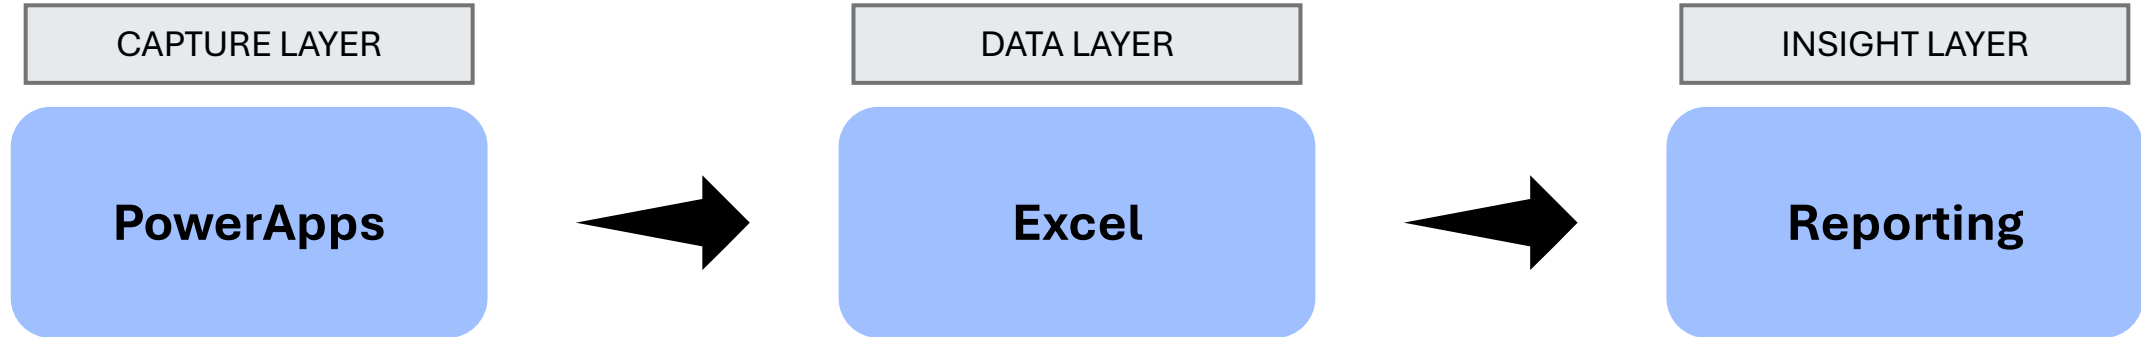 CAPTURE LAYER
DATA LAYER
INSIGHT LAYER
PowerApps
Excel
Reporting